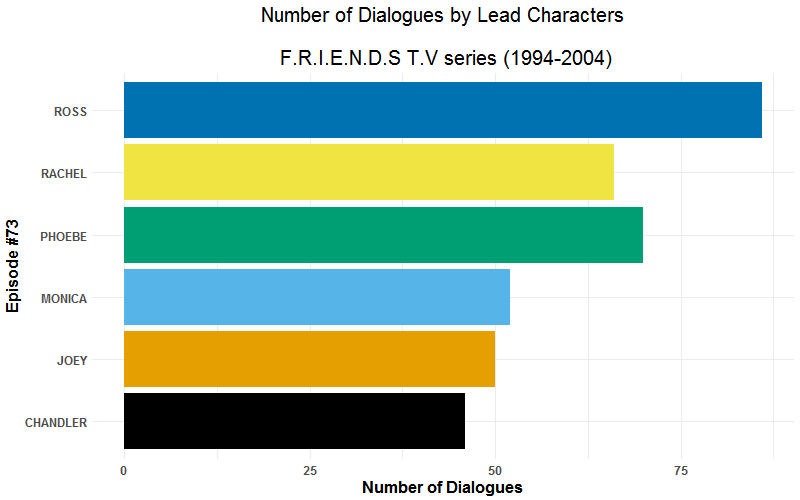 Number of Dialogues by Lead Characters
F.R.I.E.N.D.S T.V series (1994-2004)
Episode #73
ROSS
RACHEL
PHOEBE
MONICA
JOEY
CHANDLER
0 25 50 75
Number of Dialogues